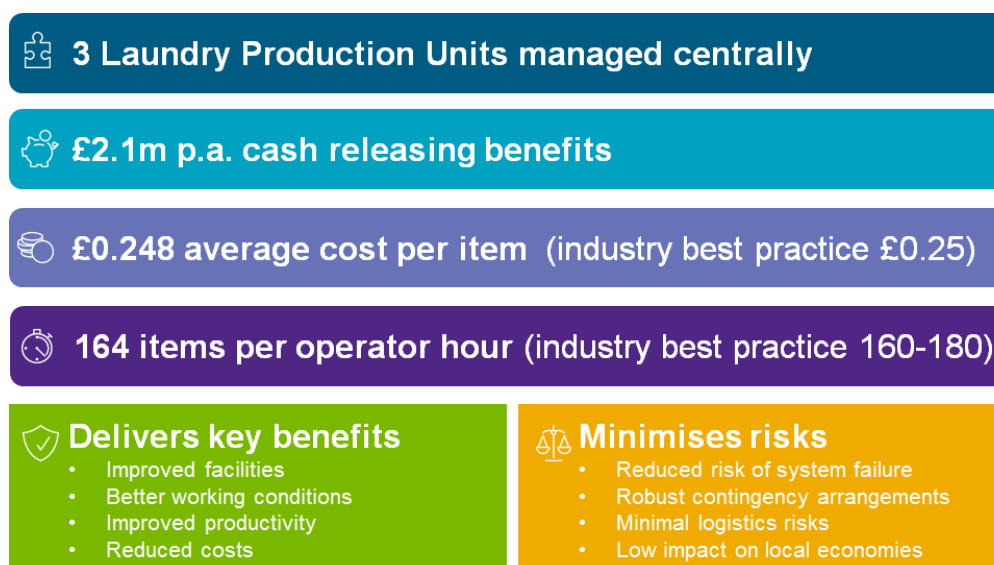 3 Laundry Production Units managed centrally
£2.1m p.a. cash releasing benefits
£0.248 average cost per item (industry best practice £0.25)
164 items per operator hour (industry best practice 160-180)
Delivers key benefits
• Improved facilities
• Better working conditions
• Improved productivity
• Reduced costs
Minimises risks
• Reduced risk of system failure
• Robust contingency arrangements
• Minimal logistics risks
• Low impact on local economies